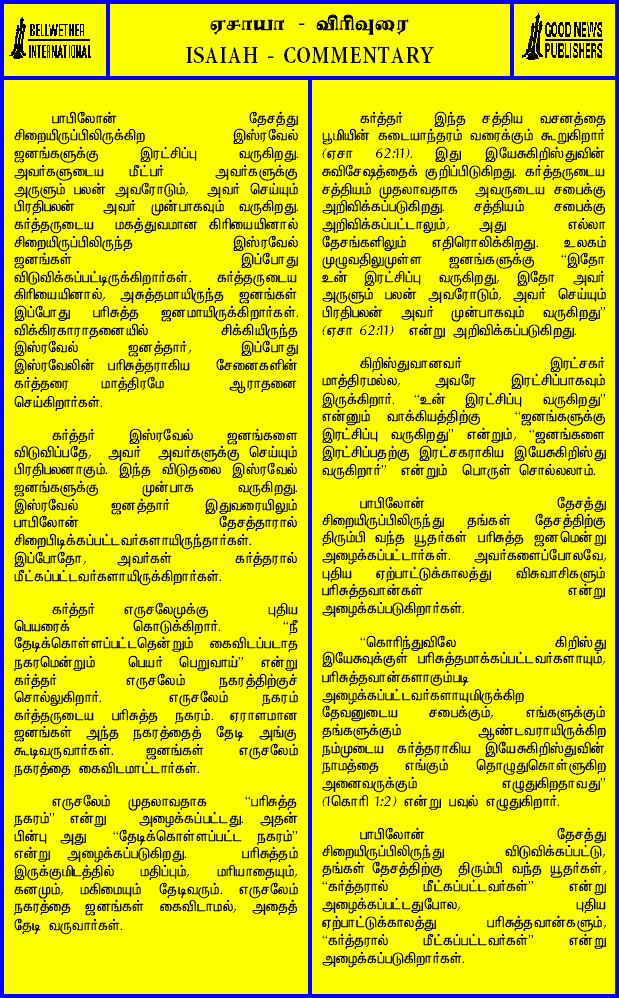 BELLWETHER
INTERNATIONAL
ஏசாயா - விரிவுரை
ISAIAH - COMMENTARY
GOOD NEWS
PUBLISHERS
பாபிலோன் தேசத்து
சிறையிருப்பிலிருக்கிற இஸ்ரவேல்
ஜனங்களுக்கு இரட்சிப்பு வருகிறது.
அவர்களுடைய மீட்பர் அவர்களுக்கு
அருளும் பலன் அவரோடும், அவர் செய்யும்
பிரதிபலன் அவர் முன்பாகவும் வருகிறது.
கர்த்தருடைய மகத்துவமான கிரியையினால்
சிறையிருப்பிலிருந்த இஸ்ரவேல்
ஜனங்கள் இப்போது
விடுவிக்கப்பட்டிருக்கிறார்கள். கர்த்தருடைய
கிரியையினால், அசுத்தமாயிருந்த ஜனங்கள்
இப்போது பரிசுத்த ஜனமாயிருக்கிறார்கள்.
விக்கிரகாராதனையில் சிக்கியிருந்த
இஸ்ரவேல் ஜனத்தார், இப்போது
இஸ்ரவேலின் பரிசுத்தராகிய சேனைகளின்
கர்த்தரை மாத்திரமே ஆராதனை
செய்கிறார்கள்.
கர்த்தர் இஸ்ரவேல் ஜனங்களை
விடுவிப்பதே, அவர் அவர்களுக்கு செய்யும்
பிரதிபலனாகும். இந்த விடுதலை இஸ்ரவேல்
ஜனங்களுக்கு முன்பாக வருகிறது.
இஸ்ரவேல் ஜனத்தார் இதுவரையிலும்
பாபிலோன் தேசத்தாரால்
சிறைபிடிக்கப்பட்டவர்களாயிருந்தார்கள்.
இப்போதோ, அவர்கள் கர்த்தரால்
மீட்கப்பட்டவர்களாயிருக்கிறார்கள்.
கர்த்தர் எருசலேமுக்கு புதிய
பெயரைக் கொடுக்கிறார். “நீ
தேடிக்கொள்ளப்பட்டதென்றும் கைவிடப்படாத
நகரமென்றும் பெயர் பெறுவாய்” என்று
கர்த்தர் எருசலேம் நகரத்திற்குச்
சொல்லுகிறார். எருசலேம் நகரம்
கர்த்தருடைய பரிசுத்த நகரம். ஏராளமான
ஜனங்கள் அந்த நகரத்தைத் தேடி அங்கு
கூடிவருவார்கள். ஜனங்கள் எருசலேம்
நகரத்தை கைவிடமாட்டார்கள்.
எருசலேம் முதலாவதாக “பரிசுத்த
நகரம்” என்று அழைக்கப்பட்டது. அதன்
பின்பு அது “தேடிக்கொள்ளப்பட்ட நகரம்”
என்று அழைக்கப்படுகிறது. பரிசுத்தம்
இருக்குமிடத்தில் மதிப்பும், மரியாதையும்,
கனமும், மகிமையும் தேடிவரும். எருசலேம்
நகரத்தை ஜனங்கள் கைவிடாமல், அதைத்
தேடி வருவார்கள்.
கர்த்தர் இந்த சத்திய வசனத்தை
பூமியின் கடையாந்தரம் வரைக்கும் கூறுகிறார்
(ஏசா 62:11). இது இயேசுகிறிஸ்துவின்
சுவிசேஷத்தைக் குறிப்பிடுகிறது. கர்த்தருடைய
சத்தியம் முதலாவதாக அவருடைய சபைக்கு
அறிவிக்கப்படுகிறது. சத்தியம் சபைக்கு
அறிவிக்கப்பட்டாலும், அது எல்லா
தேசங்களிலும் எதிரொலிக்கிறது. உலகம்
முழுவதிலுமுள்ள ஜனங்களுக்கு “இதோ
உன் இரட்சிப்பு வருகிறது, இதோ அவர்
அருளும் பலன் அவரோடும், அவர் செய்யும்
பிரதிபலன் அவர் முன்பாகவும் வருகிறது”
(ஏசா 62:11) என்று அறிவிக்கப்படுகிறது.
கிறிஸ்துவானவர் இரட்சகர்
மாத்திரமல்ல, அவரே இரட்சிப்பாகவும்
இருக்கிறார். “உன் இரட்சிப்பு வருகிறது”
என்னும் வாக்கியத்திற்கு “ஜனங்களுக்கு
இரட்சிப்பு வருகிறது” என்றும், “ஜனங்களை
இரட்சிப்பதற்கு இரட்சகராகிய இயேசுகிறிஸ்து
வருகிறார்” என்றும் பொருள் சொல்லலாம்.
பாபிலோன் தேசத்து
சிறையிருப்பிலிருந்து தங்கள் தேசத்திற்கு
திரும்பி வந்த யூதர்கள் பரிசுத்த ஜனமென்று
அழைக்கப்பட்டார்கள். அவர்களைப்போலவே,
புதிய ஏற்பாட்டுக்காலத்து விசுவாசிகளும்
பரிசுத்தவான்கள் என்று
அழைக்கப்படுகிறார்கள்.
“கொரிந்துவிலே கிறிஸ்து
இயேசுவுக்குள் பரிசுத்தமாக்கப்பட்டவர்களாயும்,
பரிசுத்தவான்களாகும்படி
அழைக்கப்பட்டவர்களாயுமிருக்கிற
தேவனுடைய சபைக்கும், எங்களுக்கும்
தங்களுக்கும் ஆண்டவராயிருக்கிற
நம்முடைய கர்த்தராகிய இயேசுகிறிஸ்துவின்
நாமத்தை எங்கும் தொழுதுகொள்ளுகிற
அனைவருக்கும் எழுதுகிறதாவது”
(1கொரி 1:2) என்று பவுல் எழுதுகிறார்.
பாபிலோன் தேசத்து
சிறையிருப்பிலிருந்து விடுவிக்கப்பட்டு,
தங்கள் தேசத்திற்கு திரும்பி வந்த யூதர்கள்,
“கர்த்தரால் மீட்கப்பட்டவர்கள்” என்று
அழைக்கப்பட்டதுபோல, புதிய
ஏற்பாட்டுக்காலத்து பரிசுத்தவான்களும்,
“கர்த்தரால் மீட்கப்பட்டவர்கள்” என்று
அழைக்கப்படுகிறார்கள்.